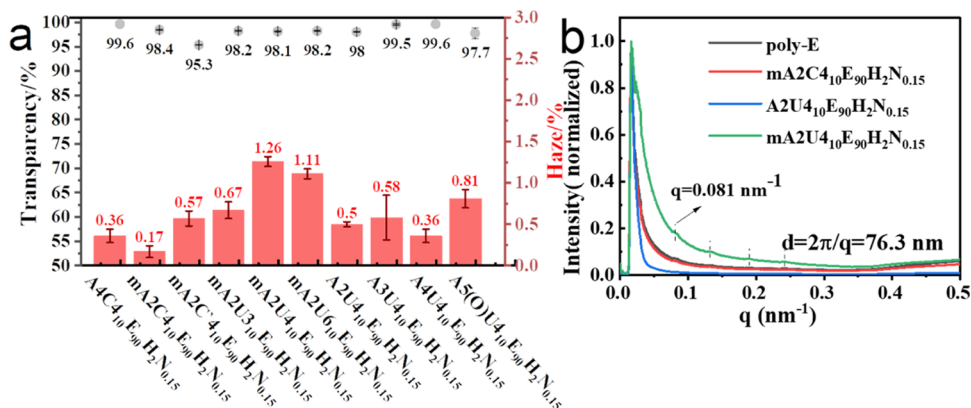 a
Transparency/%
100
95
90
85
80
75
70
65
60
55
50
99.6
98.4
95.3
98.2
98.1
98.2
98
99.5
99.6
97.7
0.36
0.17
0.57
0.67
1.26
1.11
0.5
0.58
0.36
0.81
3.0
2.5
2.0
1.5
1.0
0.5
0.0
Haze/%
A4C4₁₀E₉₀H₂N₀.₁₅
mA2C4₁₀E₉₀H₂N₀.₁₅
mA2C'4₁₀E₉₀H₂N₀.₁₅
mA2U3₁₀E₉₀H₂N₀.₁₅
mA2U4₁₀E₉₀H₂N₀.₁₅
mA2U6₁₀E₉₀H₂N₀.₁₅
A2U4₁₀E₉₀H₂N₀.₁₅
A3U4₁₀E₉₀H₂N₀.₁₅
A4U4₁₀E₉₀H₂N₀.₁₅
A5(O)U4₁₀E₉₀H₂N₀.₁₅
b
Intensity( normalized)
1.0
0.8
0.6
0.4
0.2
0.0
poly-E
mA2C4₁₀E₉₀H₂N₀.₁₅
A2U4₁₀E₉₀H₂N₀.₁₅
mA2U4₁₀E₉₀H₂N₀.₁₅
q=0.081 nm⁻¹
d=2π/q=76.3 nm
0.0 0.1 0.2 0.3 0.4 0.5
q (nm⁻¹)